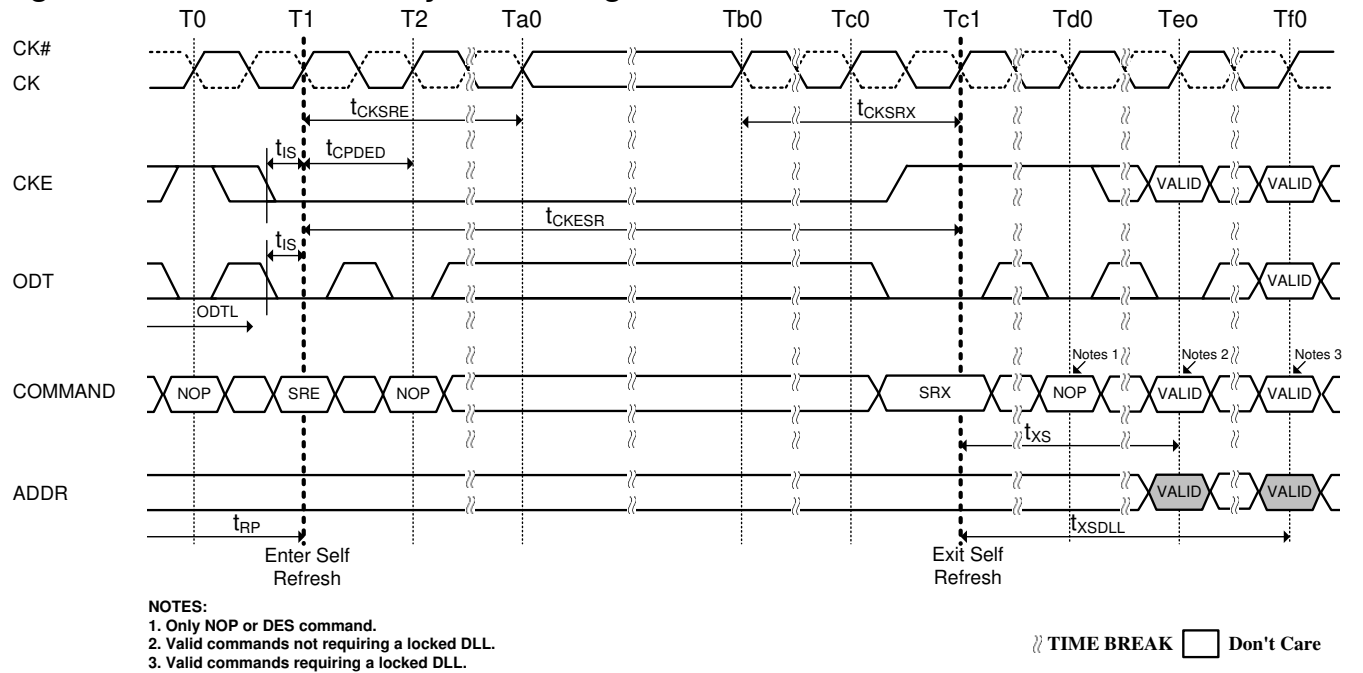 T0 T1 T2 Ta0 Tb0 Tc0 Tc1 Td0 Teo Tf0
CK#
CK
tCKSRE tCKSRX
tIS tCPDED
CKE VALID VALID
tCKESR
tIS
ODT VALID
ODTL
Notes 1 Notes 2 Notes 3
COMMAND NOP SRE NOP SRX NOP VALID VALID
tXS
ADDR VALID VALID
tRP tXSDLL
Enter Self Exit Self
Refresh Refresh
NOTES:
1. Only NOP or DES command.
2. Valid commands not requiring a locked DLL.
3. Valid commands requiring a locked DLL.
TIME BREAK Don't Care